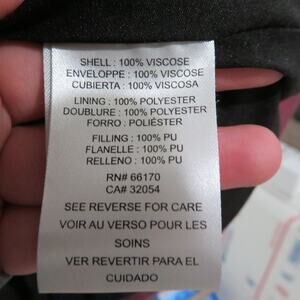 SHELL : 100% VISCOSE
ENVELOPPE : 100% VISCOSE
CUBIERTA : 100% VISCOSA
LINING : 100% POLYESTER
DOUBLURE : 100% POLYESTER
FORRO : POLIÉSTER
FILLING : 100% PU
FLANELLE : 100% PU
RELLENO : 100% PU
RN# 66170
CA# 32054
SEE REVERSE FOR CARE
VOIR AU VERSO POUR LES
SOINS
VER REVERTIR PARA EL
CUIDADO